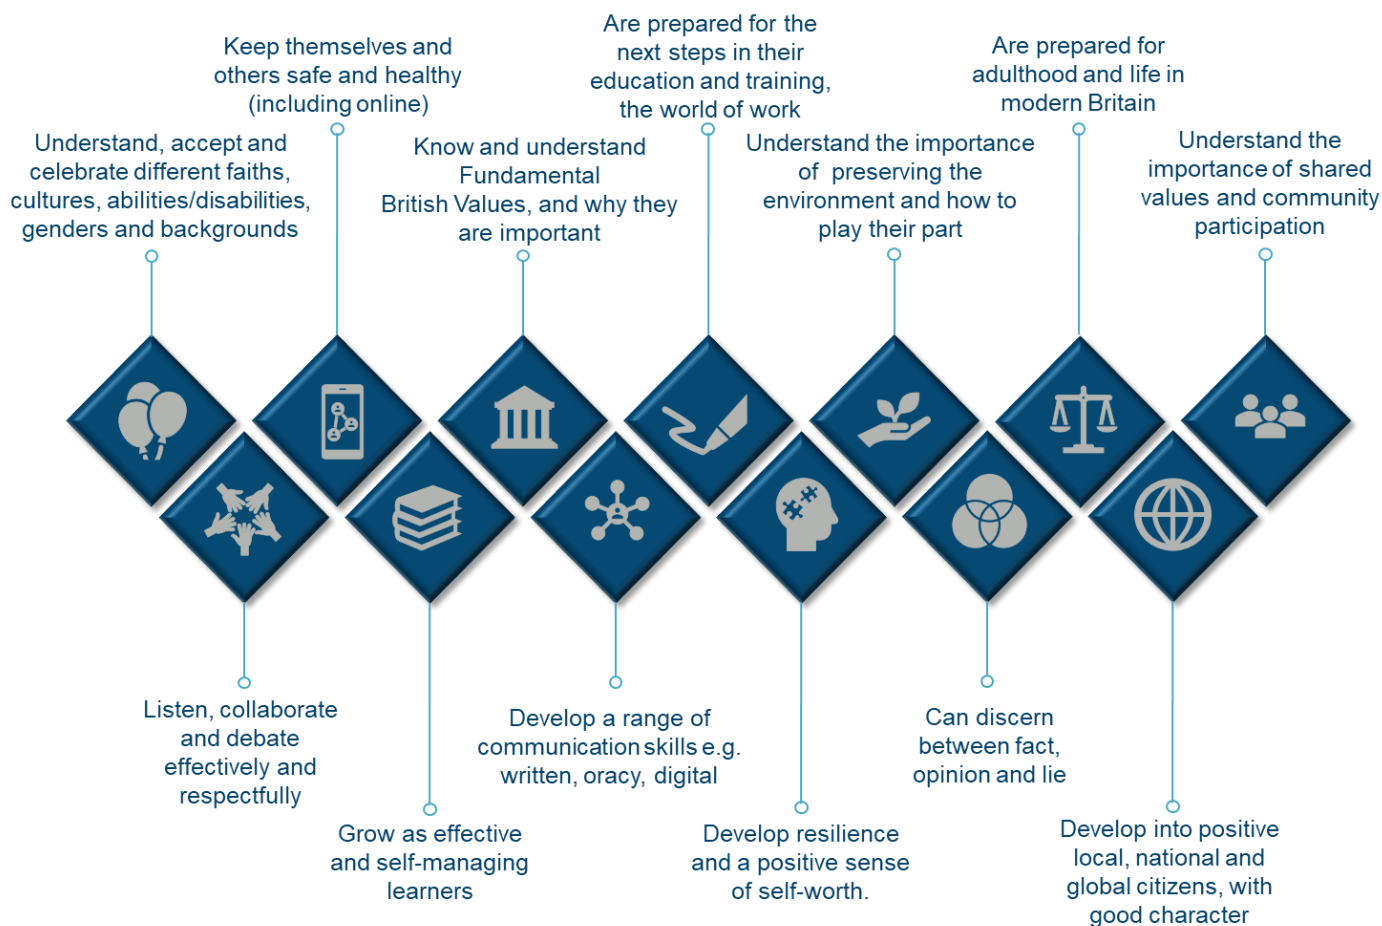 Understand, accept and
celebrate different faiths,
cultures, abilities/disabilities,
genders and backgrounds
Keep themselves and
others safe and healthy
(including online)
Know and understand
Fundamental
British Values, and why they
are important
Are prepared for the
next steps in their
education and training,
the world of work
Understand the importance
of preserving the
environment and how to
play their part
Are prepared for
adulthood and life in
modern Britain
Understand the
importance of shared
values and community
participation
Listen, collaborate
and debate
effectively and
respectfully
Grow as effective
and self-managing
learners
Develop a range of
communication skills e.g.
written, oracy, digital
Develop resilience
and a positive sense
of self-worth.
Can discern
between fact,
opinion and lie
Develop into positive
local, national and
global citizens, with
good character